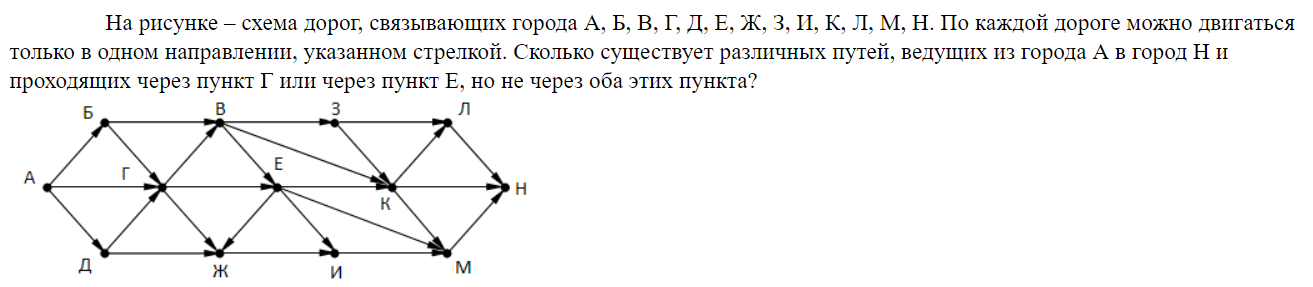 На рисунке – схема дорог, связывающих города А, Б, В, Г, Д, Е, Ж, З, И, К, Л, М, Н. По каждой дороге можно двигаться
только в одном направлении, указанном стрелкой. Сколько существует различных путей, ведущих из города А в город Н и
проходящих через пункт Г или через пункт Е, но не через оба этих пункта?
Б В З Л
А Г Е К Н
Д Ж И М